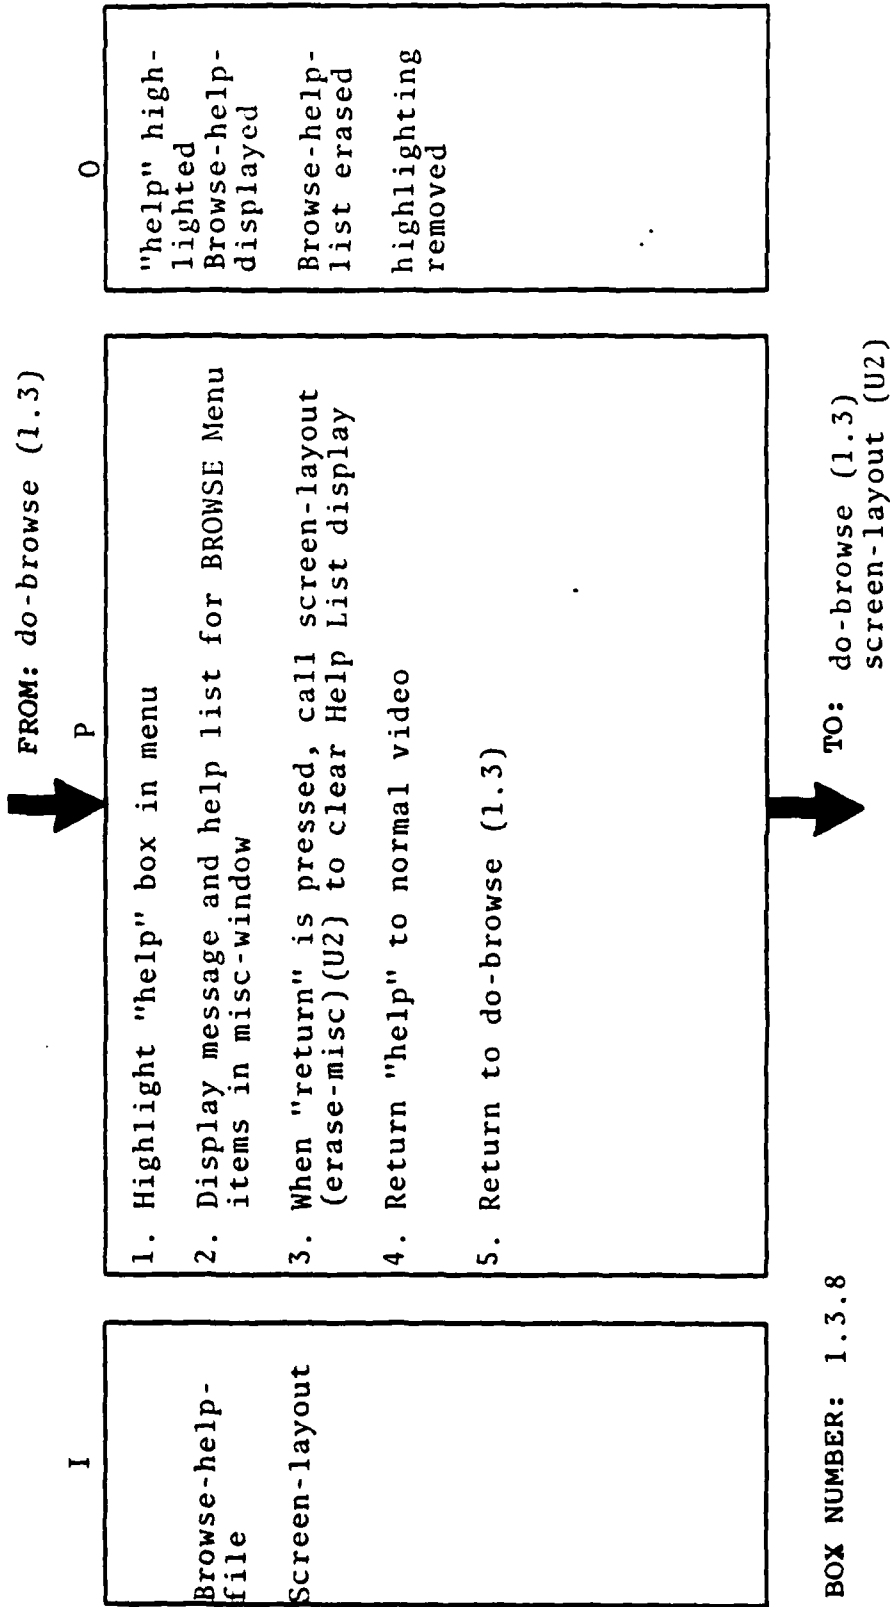 FROM: do-browse (1.3)
I
Browse-help-
file
Screen-layout
P
1. Highlight "help" box in menu
2. Display message and help list for BROWSE Menu
items in misc-window
3. When "return" is pressed, call screen-layout
(erase-misc)(U2) to clear Help List display
4. Return "help" to normal video
5. Return to do-browse (1.3)
O
"help" high-
lighted
Browse-help-
displayed
Browse-help-
list erased
highlighting
removed
BOX NUMBER: 1.3.8
TO: do-browse (1.3)
screen-layout (U2)